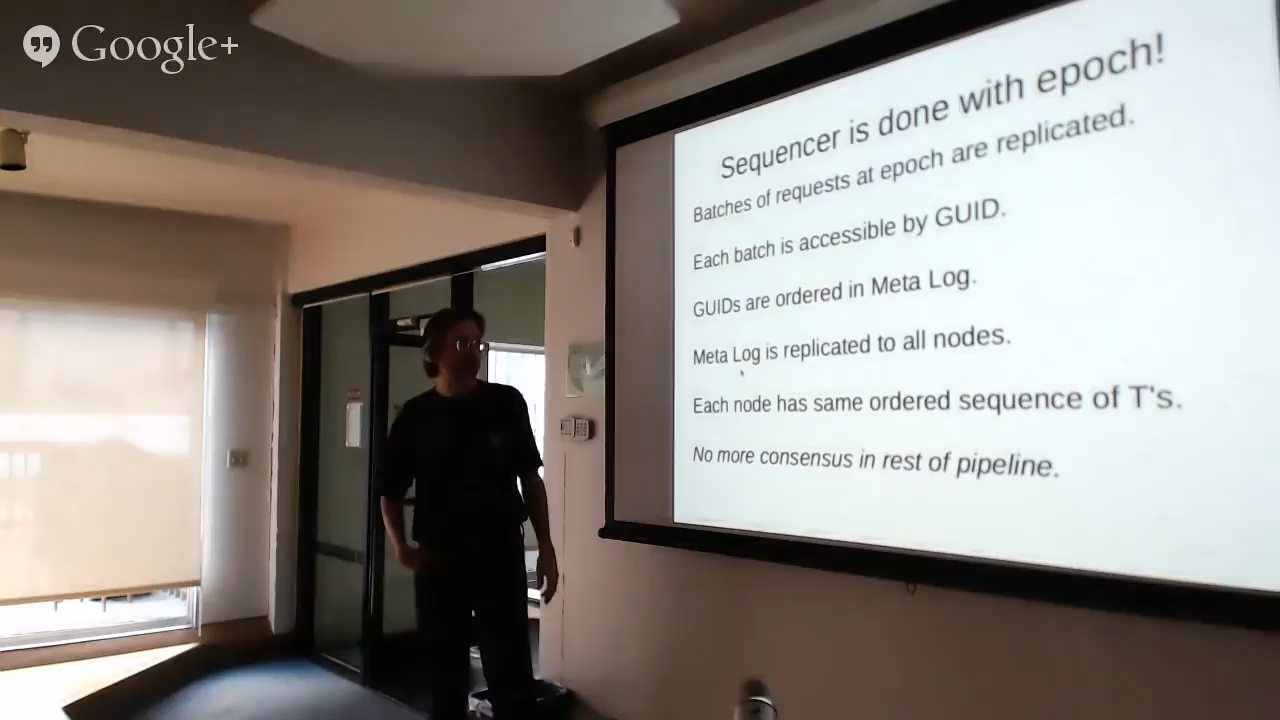 Google+
Sequencer is done with epoch!
Batches of requests at epoch are replicated.
Each batch is accessible by GUID.
GUIDs are ordered in Meta Log.
Meta Log is replicated to all nodes.
Each node has same ordered sequence of T's.
No more consensus in rest of pipeline.